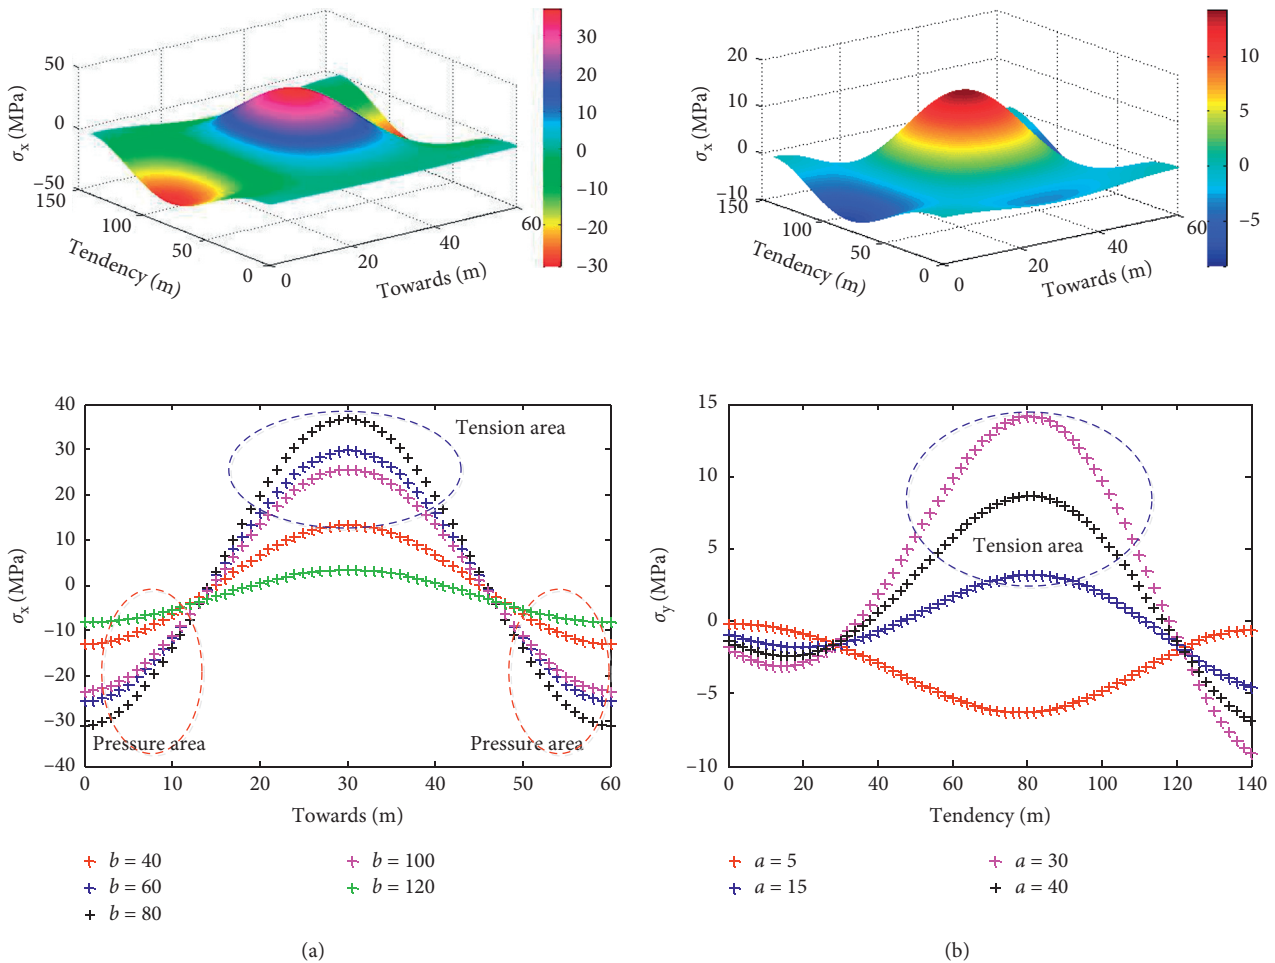 50
0
−50
150
100
50
0
0
20
40
60
σx (MPa)
Tendency (m)
Towards (m)
30
20
10
0
−10
−20
−30
20
10
0
−10
150
100
50
0
0
20
40
60
σx (MPa)
Tendency (m)
Towards (m)
10
5
0
−5
40
30
20
10
0
−10
−20
−30
−40
σx (MPa)
Tension area
Pressure area
Pressure area
0
10
20
30
40
50
60
Towards (m)
b = 40
b = 60
b = 80
b = 100
b = 120
(a)
15
10
5
0
−5
−10
σy (MPa)
Tension area
0
20
40
60
80
100
120
140
Tendency (m)
a = 5
a = 15
a = 30
a = 40
(b)